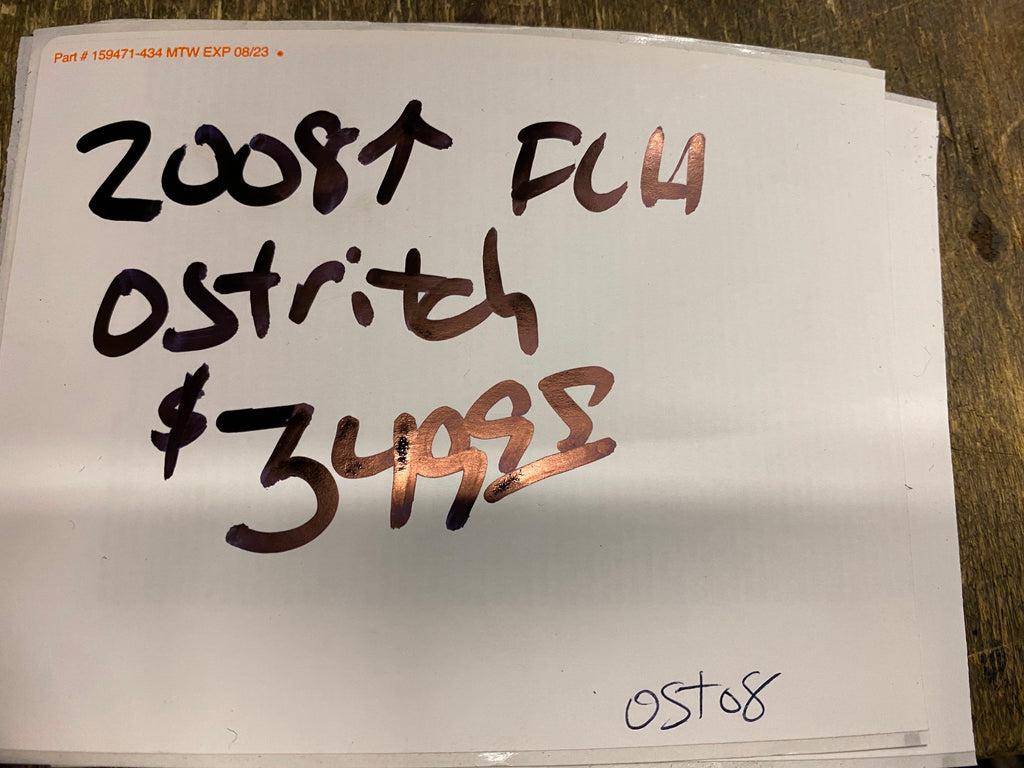 Part # 159471-434 MTW EXP 08/23
2008↑ FLH
ostritch
$34995
ost08